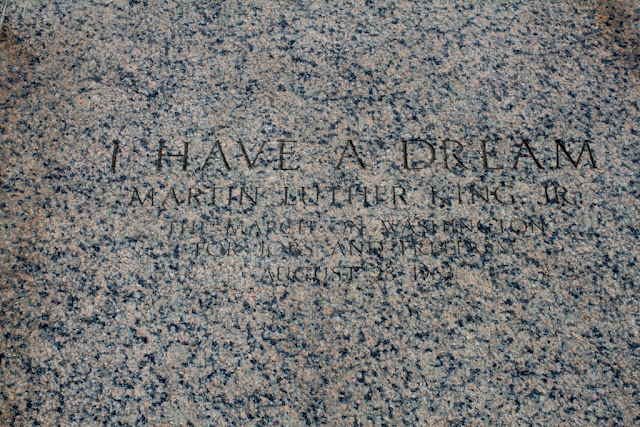 I HAVE A DREAM
MARTIN LUTHER KING JR
THE MARCH ON WASHINGTON
FOR JOBS AND FREEDOM
AUGUST 28 1963